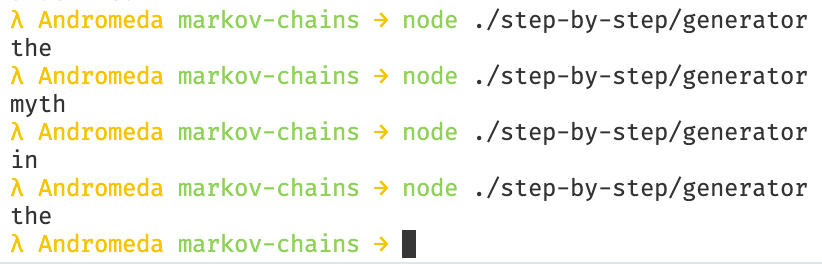 λ Andromeda markov-chains → node ./step-by-step/generator
the
λ Andromeda markov-chains → node ./step-by-step/generator
myth
λ Andromeda markov-chains → node ./step-by-step/generator
in
λ Andromeda markov-chains → node ./step-by-step/generator
the
λ Andromeda markov-chains →